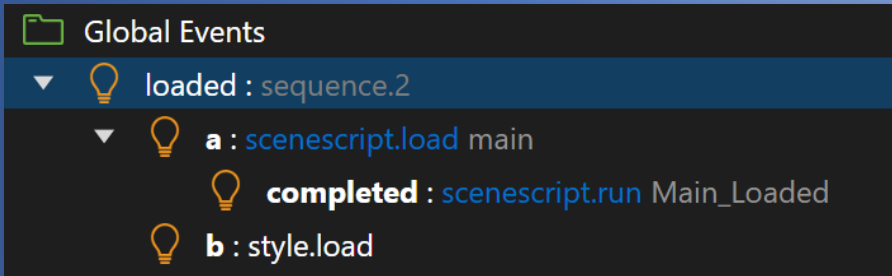 Global Events
loaded : sequence.2
a : scenescript.load main
completed : scenescript.run Main_Loaded
b : style.load